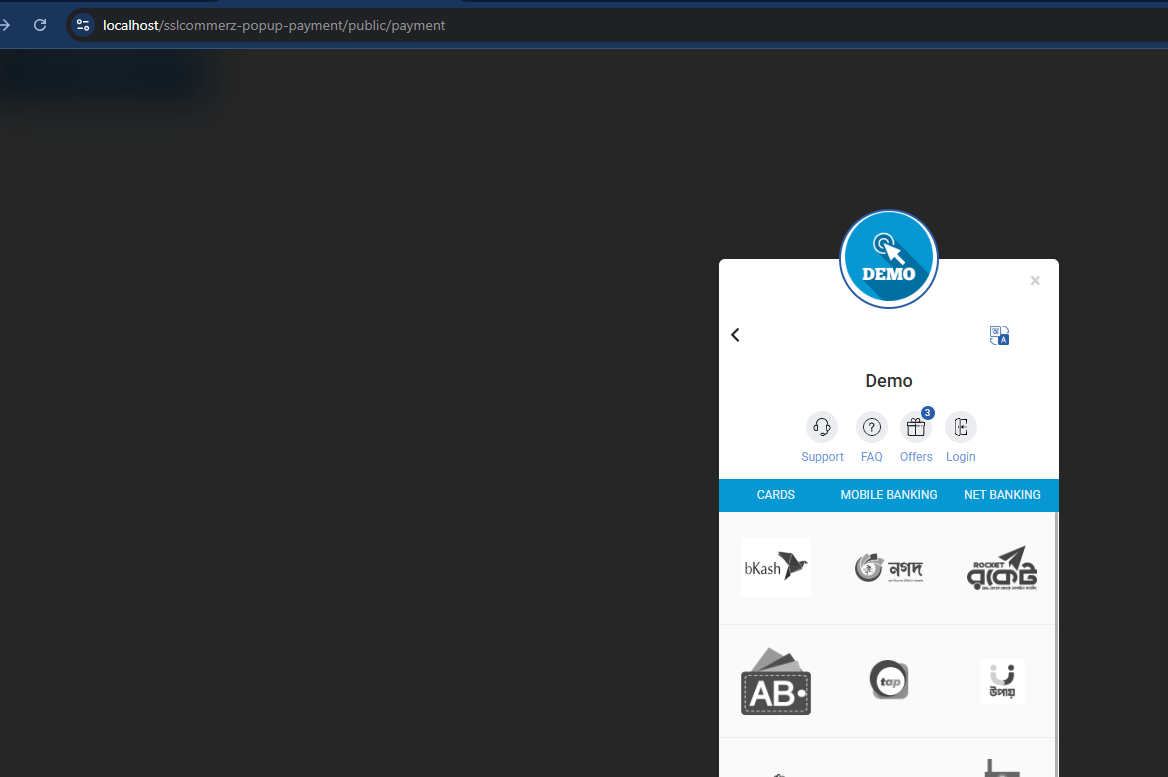 localhost/sslcommerz-popup-payment/public/payment
DEMO
×
অ
A
Demo
3
?
Support FAQ Offers Login
CARDS MOBILE BANKING NET BANKING
bKash নগদ ROCKET
রকেট
AB tap উপায়